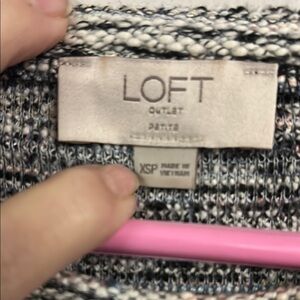 LOFT
OUTLET
PETITE
XSP MADE IN
VIETNAM